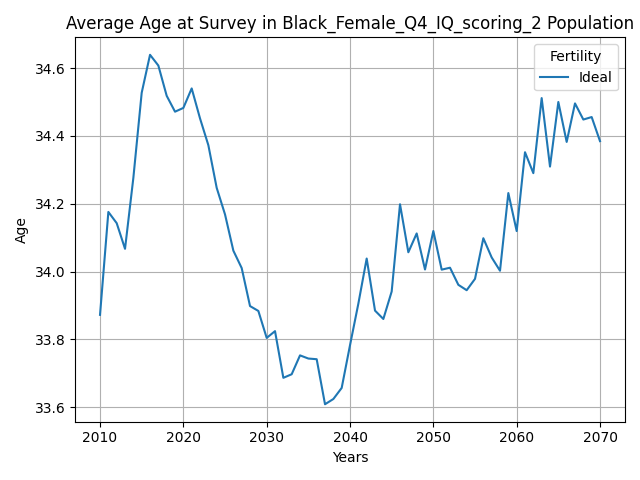 Average Age at Survey in Black_Female_Q4_IQ_scoring_2 Population
Fertility
Ideal
34.6
34.4
34.2
34.0
33.8
33.6
Age
2010 2020 2030 2040 2050 2060 2070
Years